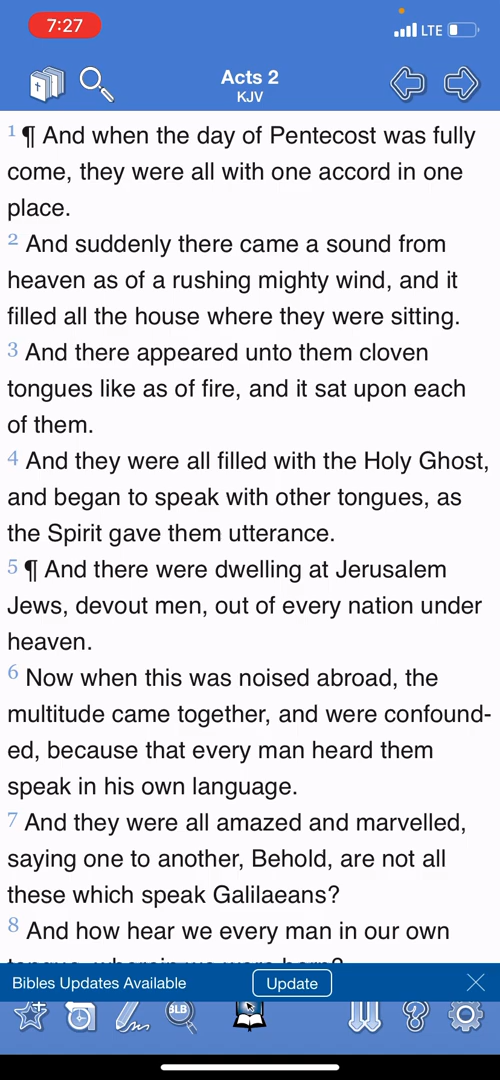 7:27
LTE
Acts 2
KJV
1 ¶ And when the day of Pentecost was fully
come, they were all with one accord in one
place.
2 And suddenly there came a sound from
heaven as of a rushing mighty wind, and it
filled all the house where they were sitting.
3 And there appeared unto them cloven
tongues like as of fire, and it sat upon each
of them.
4 And they were all filled with the Holy Ghost,
and began to speak with other tongues, as
the Spirit gave them utterance.
5 ¶ And there were dwelling at Jerusalem
Jews, devout men, out of every nation under
heaven.
6 Now when this was noised abroad, the
multitude came together, and were confound-
ed, because that every man heard them
speak in his own language.
7 And they were all amazed and marvelled,
saying one to another, Behold, are not all
these which speak Galilaeans?
8 And how hear we every man in our own
tongue, wherein we were born?
Bibles Updates Available
Update
BLB